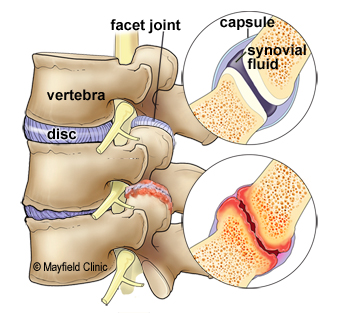 facet joint
capsule
synovial
fluid
vertebra
disc
© Mayfield Clinic